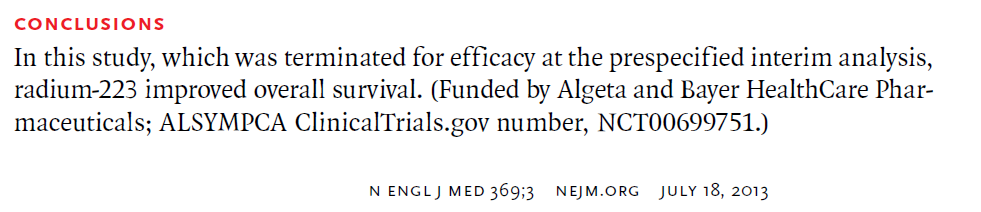 CONCLUSIONS
In this study, which was terminated for efficacy at the prespecified interim analysis,
radium-223 improved overall survival. (Funded by Algeta and Bayer HealthCare Phar-
maceuticals; ALSYMPCA ClinicalTrials.gov number, NCT00699751.)
N ENGL J MED 369;3 NEJM.ORG JULY 18, 2013